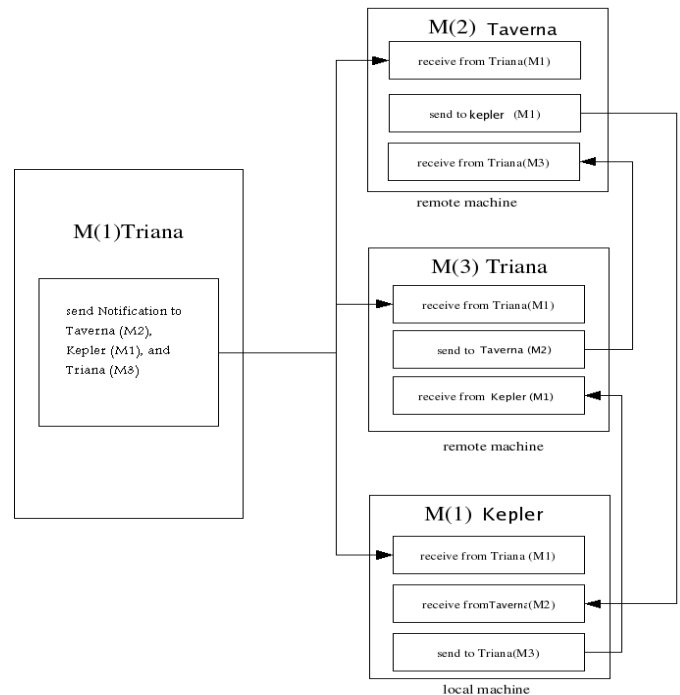 M(1)Triana
send Notification to
Taverna (M2),
Kepler (M1), and
Triana (M3)
M(2) Taverna
receive from Triana(M1)
send to kepler (M1)
receive from Triana(M3)
remote machine
M(3) Triana
receive from Triana(M1)
send to Taverna (M2)
receive from Kepler (M1)
remote machine
M(1) Kepler
receive from Triana (M1)
receive fromTaverna(M2)
send to Triana(M3)
local machine